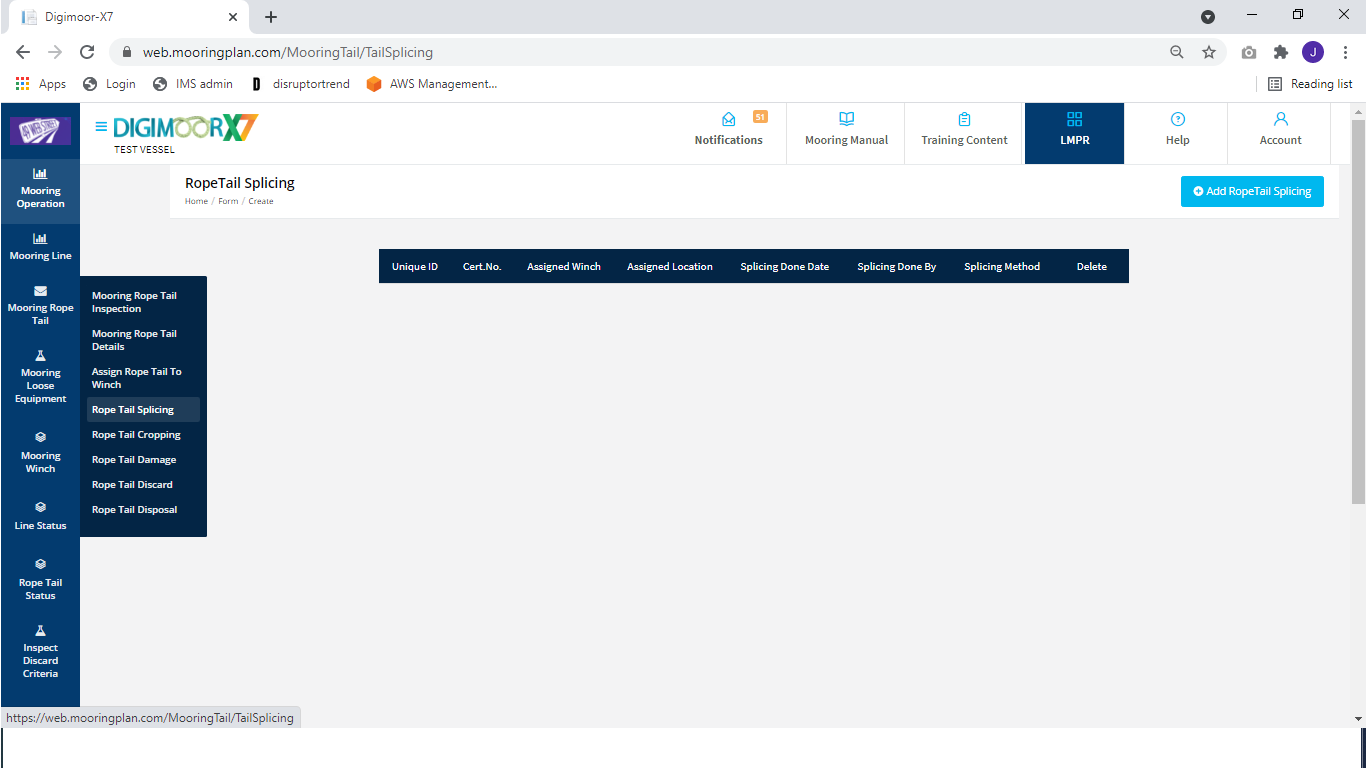 Digimoor-X7
web.mooringplan.com/MooringTail/TailSplicing
J
Apps
Login
IMS admin
D
disruptortrend
AWS Management...
Reading list
49 WEB STREET
DIGIMOORX7
TEST VESSEL
51
Notifications
Mooring Manual
Training Content
LMPR
Help
Account
RopeTail Splicing
Home / Form / Create
Add RopeTail Splicing
Mooring
Operation
Mooring Line
Mooring Rope
Tail
Mooring
Loose
Equipment
Mooring
Winch
Line Status
Rope Tail
Status
Inspect
Discard
Criteria
Mooring Rope Tail
Inspection
Mooring Rope Tail
Details
Assign Rope Tail To
Winch
Rope Tail Splicing
Rope Tail Cropping
Rope Tail Damage
Rope Tail Discard
Rope Tail Disposal
Unique ID Cert.No. Assigned Winch Assigned Location Splicing Done Date Splicing Done By Splicing Method Delete
https://web.mooringplan.com/MooringTail/TailSplicing